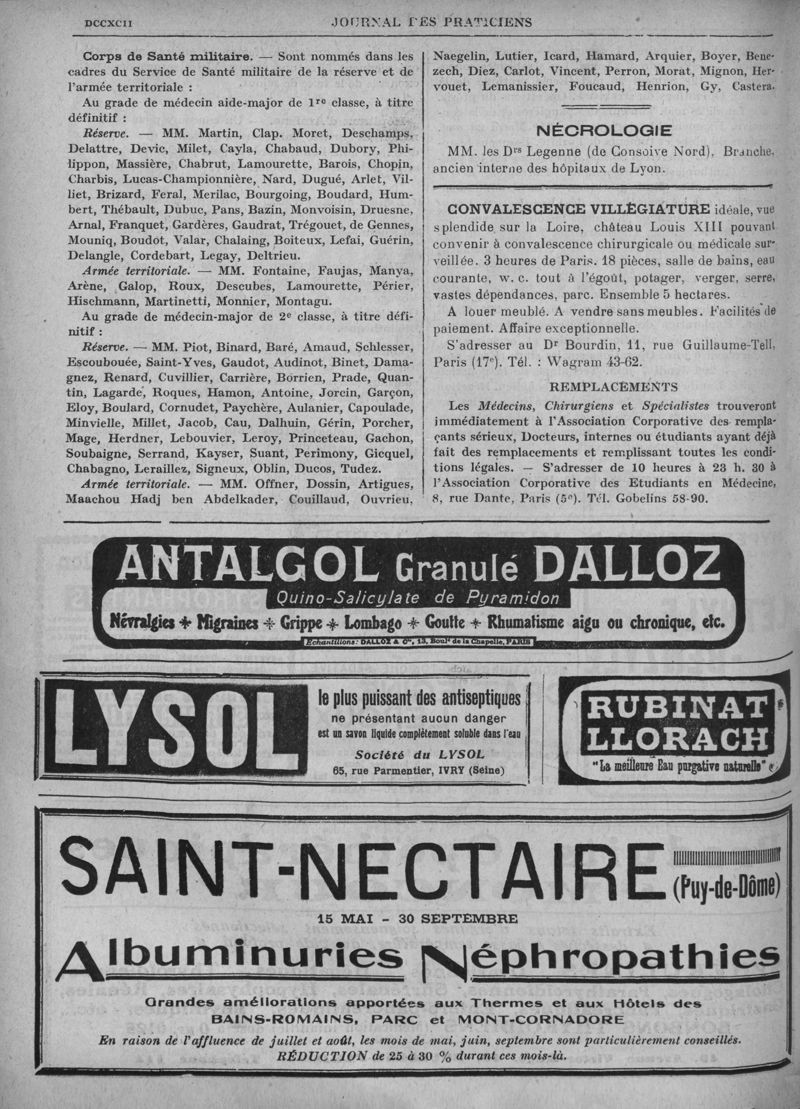 DCCXCII
JOURNAL DES PRATICIENS
Corps de Santé militaire. — Sont nommés dans les
cadres du Service de Santé militaire de la réserve et de
l'armée territoriale :
Au grade de médecin aide-major de 1re classe, à titre
définitif :
Réserve. — MM. Martin, Clap. Moret, Deschamps,
Delattre, Devic, Milet, Cayla, Chabaud, Dubory, Phi-
lippon, Massière, Chabrut, Lamourette, Barois, Chopin,
Charbis, Lucas-Championnière, Nard, Dugué, Arlet, Vil-
liet, Brizard, Feral, Merilac, Bourgoing, Boudard, Hum-
bert, Thébault, Dubuc, Pans, Bazin, Monvoisin, Druesne,
Arnal, Franquet, Gardères, Gaudrat, Trégouet, de Gennes,
Mouniq, Boudot, Valar, Chalaing, Boiteux, Lefai, Guérin,
Delangle, Cordebart, Legay, Deltrieu.
Armée territoriale. — MM. Fontaine, Faujas, Manya,
Arène, Galop, Roux, Descubes, Lamourette, Périer,
Hischmann, Martinetti, Monnier, Montagu.
Au grade de médecin-major de 2e classe, à titre défi-
nitif :
Réserve. — MM. Piot, Binard, Baré, Amaud, Schlesser,
Escoubouée, Saint-Yves, Gaudot, Audinot, Binet, Dama-
gnez, Renard, Cuvillier, Carrière, Borrien, Prade, Quan-
tin, Lagarde, Roques, Hamon, Antoine, Jorcin, Garçon,
Eloy, Boulard, Cornudet, Paychère, Aulanier, Capoulade,
Minvielle, Millet, Jacob, Cau, Dalhuin, Gérin, Porcher,
Mage, Herdner, Lebouvier, Leroy, Princeteau, Gachon,
Soubaigne, Serrand, Kayser, Suant, Perimony, Gicquel,
Chabagno, Leraillez, Signeux, Oblin, Ducos, Tudez.
Armée territoriale. — MM. Offner, Dossin, Artigues,
Maachou Hadj ben Abdelkader, Couillaud, Ouvrieu,
Naegelin, Lutier, Icard, Hamard, Arquier, Boyer, Bene-
zech, Diez, Carlot, Vincent, Perron, Morat, Mignon, Her-
vouet, Lemanissier, Foucaud, Henrion, Gy, Castera.
NÉCROLOGIE
MM. les Drs Legenne (de Consoive Nord), Branche,
ancien interne des hôpitaux de Lyon.
CONVALESCENCE VILLÉGIATURE idéale, vue
splendide sur la Loire, château Louis XIII pouvant
convenir à convalescence chirurgicale ou médicale sur-
veillée. 3 heures de Paris. 18 pièces, salle de bains, eau
courante, w. c. tout à l'égoût, potager, verger, serre,
vastes dépendances, parc. Ensemble 5 hectares.
A louer meublé. A vendre sans meubles. Facilités de
paiement. Affaire exceptionnelle.
S'adresser au Dr Bourdin, 11, rue Guillaume-Tell,
Paris (17e). Tél. : Wagram 43-62.
REMPLACEMENTS
Les Médecins, Chirurgiens et Spécialistes trouveront
immédiatement à l'Association Corporative des rempla-
çants sérieux, Docteurs, internes ou étudiants ayant déjà
fait des remplacements et remplissant toutes les condi-
tions légales. — S'adresser de 10 heures à 23 h. 30 à
l'Association Corporative des Etudiants en Médecine,
8, rue Dante, Paris (5e). Tél. Gobelins 58-90.
ANTALGOL Granulé DALLOZ
Quino-Salicylate de Pyramidon
Névralgies ✤ Migraines ✤ Grippe ✤ Lombago ✤ Goutte ✤ Rhumatisme aigu ou chronique, etc.
Echantillons : DALLOZ & Cie, 13, Boul<sup>d</sup> de la Chapelle, PARIS
LYSOL
le plus puissant des antiseptiques
ne présentant aucun danger
est un savon liquide complètement soluble dans l'eau
Société du LYSOL
65, rue Parmentier, IVRY (Seine)
RUBINAT
LLORACH
"La meilleure Eau purgative naturelle"
SAINT-NECTAIRE
(Puy-de-Dôme)
15 MAI - 30 SEPTEMBRE
Albuminuries Néphropathies
Grandes améliorations apportées aux Thermes et aux Hôtels des
BAINS-ROMAINS, PARC et MONT-CORNADORE
En raison de l'affluence de juillet et août, les mois de mai, juin, septembre sont particulièrement conseillés.
RÉDUCTION de 25 à 30 % durant ces mois-là.